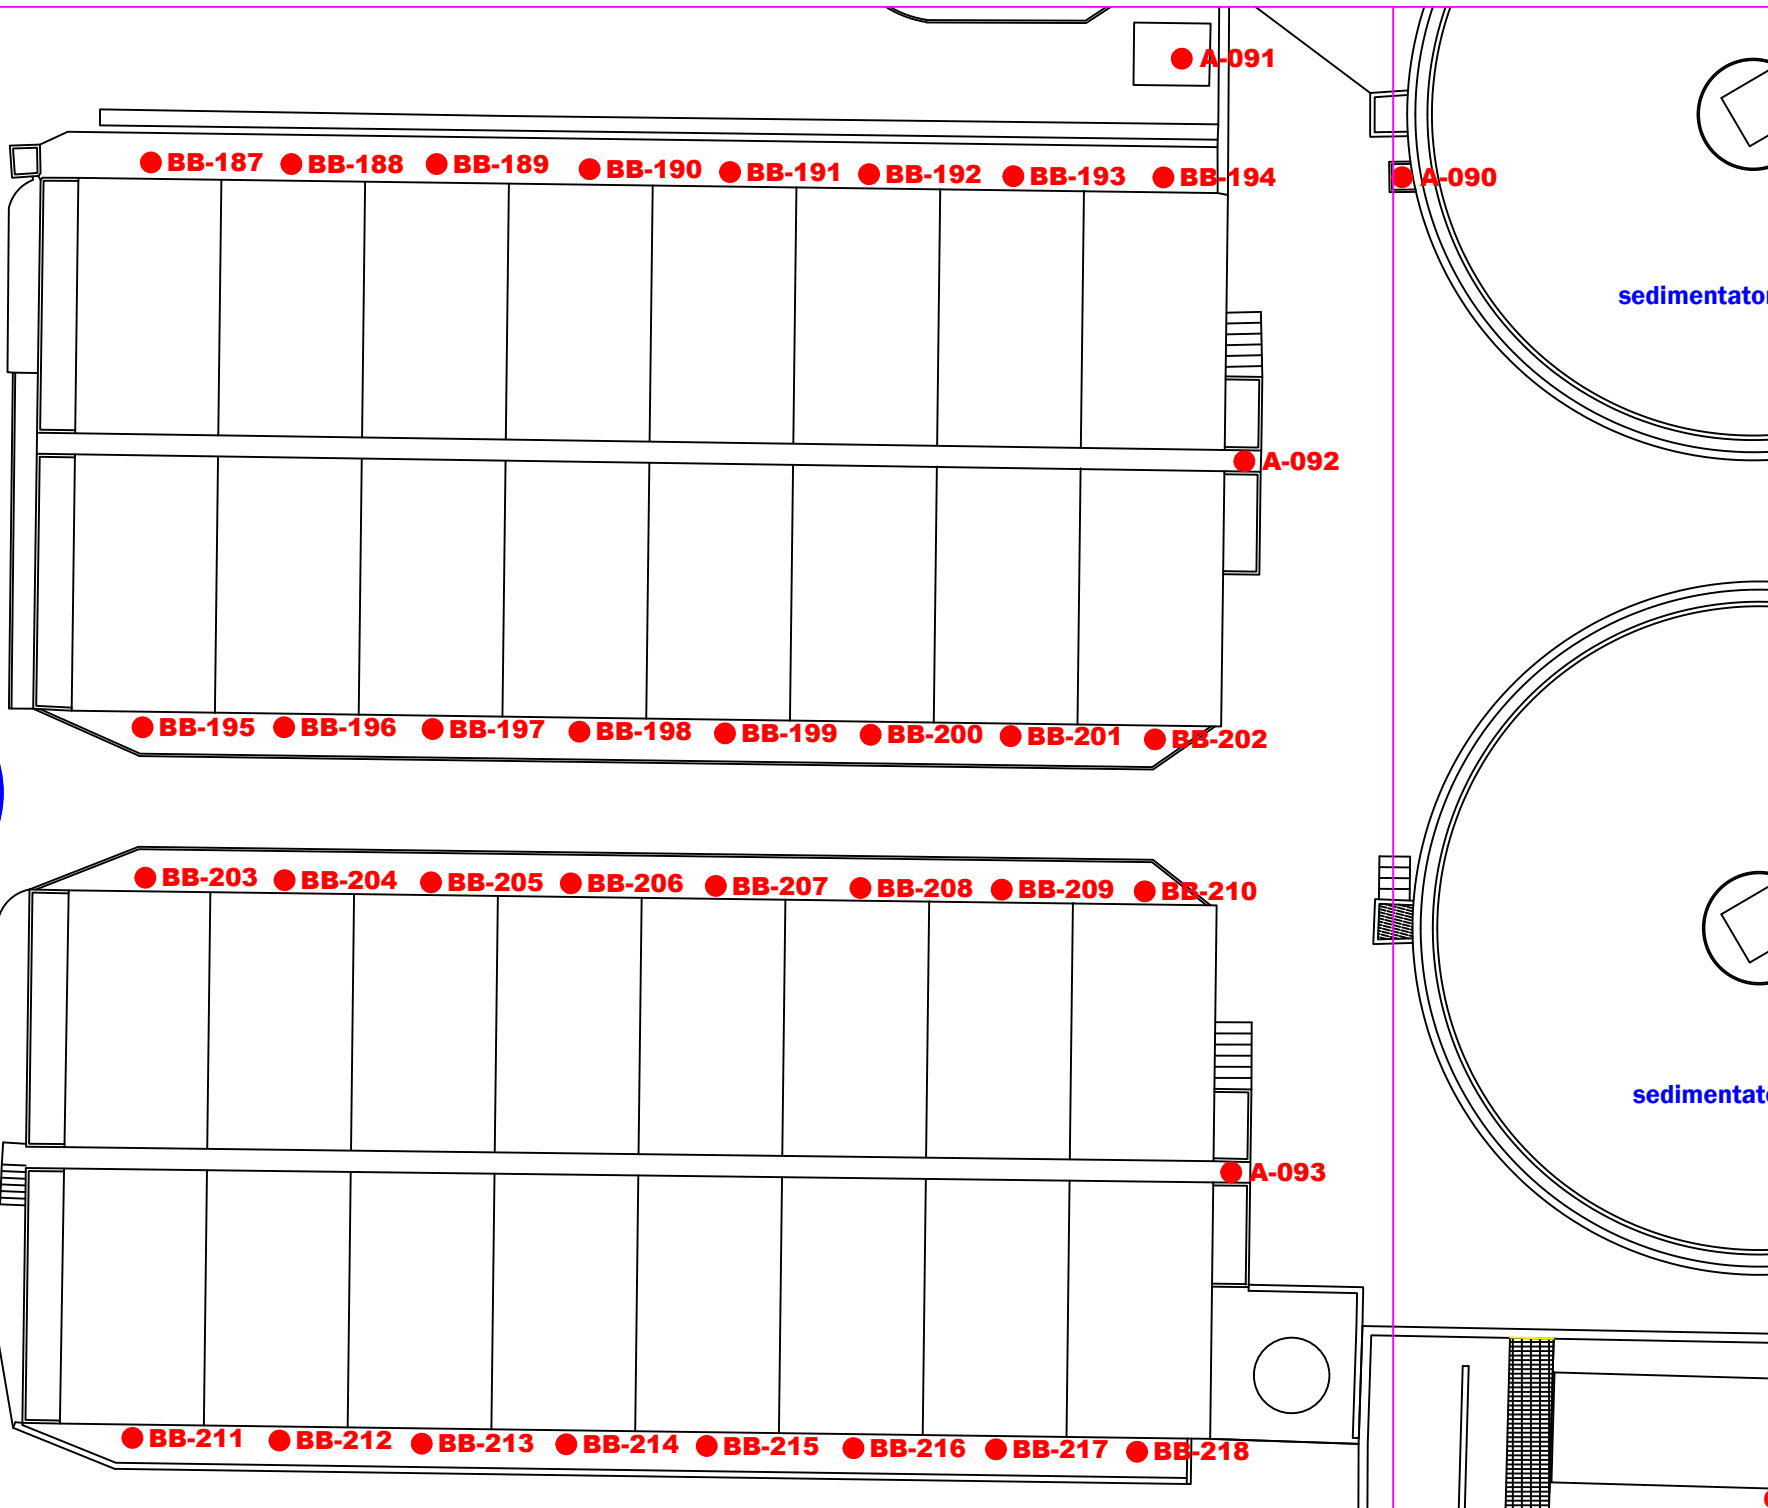 A-091
BB-187 BB-188 BB-189 BB-190 BB-191 BB-192 BB-193 BB-194 A-090
sedimentator
A-092
BB-195 BB-196 BB-197 BB-198 BB-199 BB-200 BB-201 BB-202
BB-203 BB-204 BB-205 BB-206 BB-207 BB-208 BB-209 BB-210
sedimentato
A-093
BB-211 BB-212 BB-213 BB-214 BB-215 BB-216 BB-217 BB-218